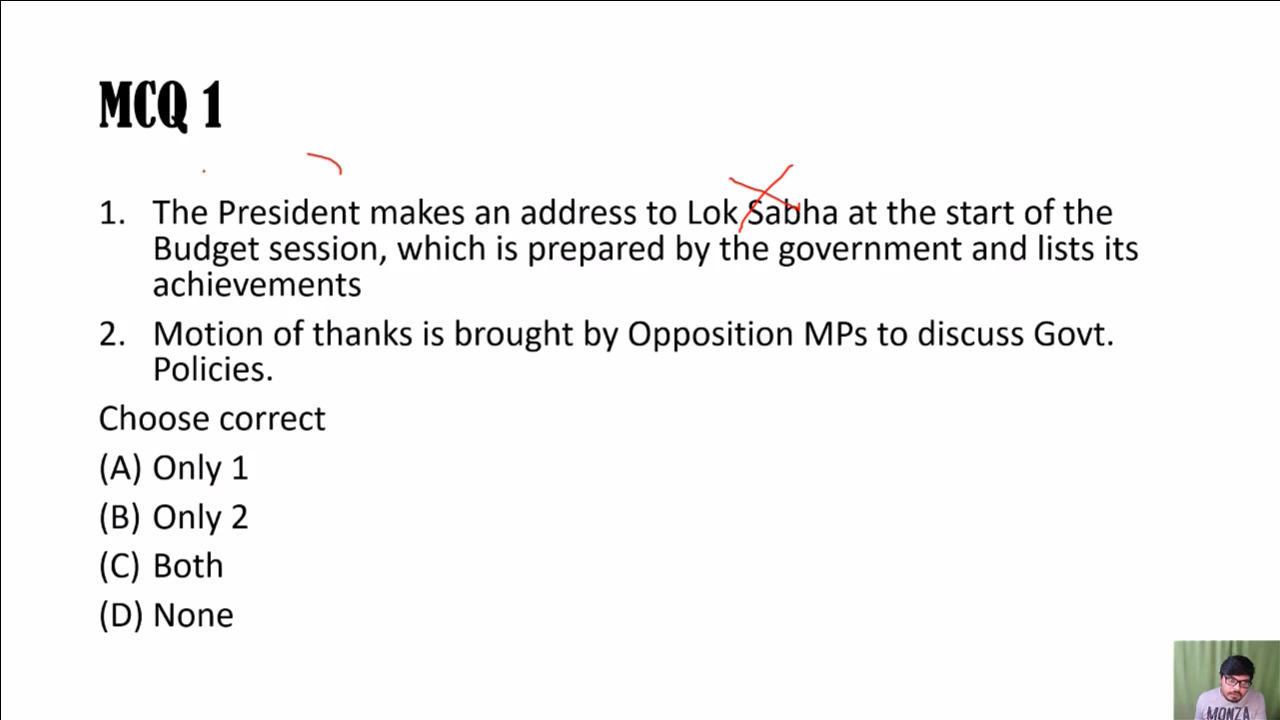 MCQ 1
1. The President makes an address to Lok Sabha at the start of the
Budget session, which is prepared by the government and lists its
achievements
2. Motion of thanks is brought by Opposition MPs to discuss Govt.
Policies.
Choose correct
(A) Only 1
(B) Only 2
(C) Both
(D) None
MONZA